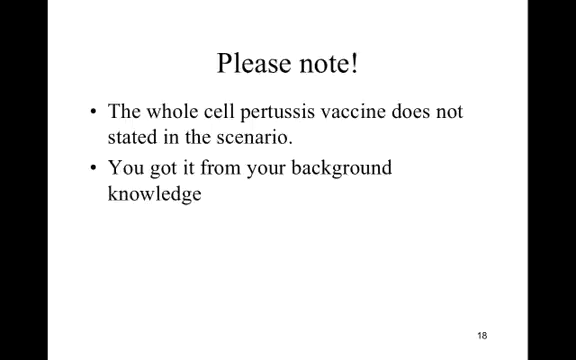 Please note!
• The whole cell pertussis vaccine does not
stated in the scenario.
• You got it from your background
knowledge
18